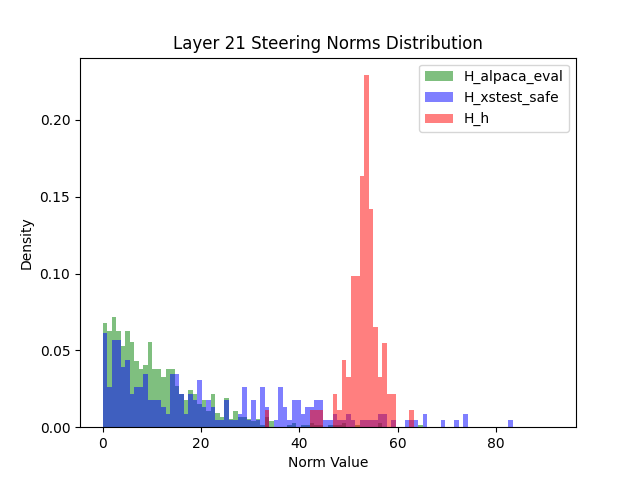 Layer 21 Steering Norms Distribution
H_alpaca_eval
H_xstest_safe
H_h
0.20
0.15
0.10
0.05
0.00
Density
0 20 40 60 80
Norm Value